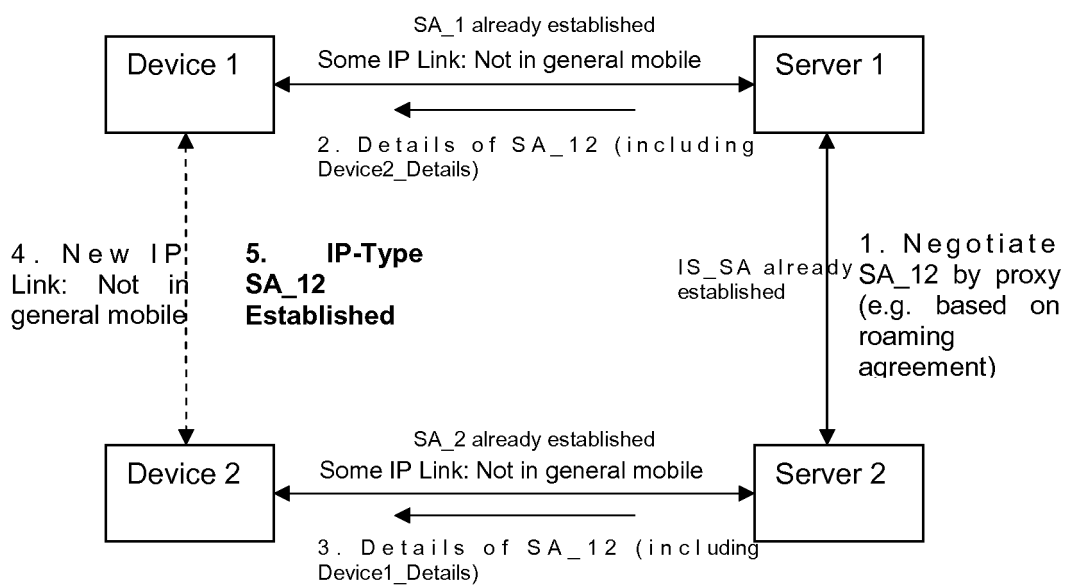 SA_1 already established
Device 1
Some IP Link: Not in general mobile
Server 1
2. Details of SA_12 (including
Device2_Details)
4. New IP
Link: Not in
general mobile
5. IP-Type
SA_12
Established
IS_SA already
established
1. Negotiate
SA_12 by proxy
(e.g. based on
roaming
agreement)
SA_2 already established
Device 2
Some IP Link: Not in general mobile
Server 2
3. Details of SA_12 (including
Device1_Details)